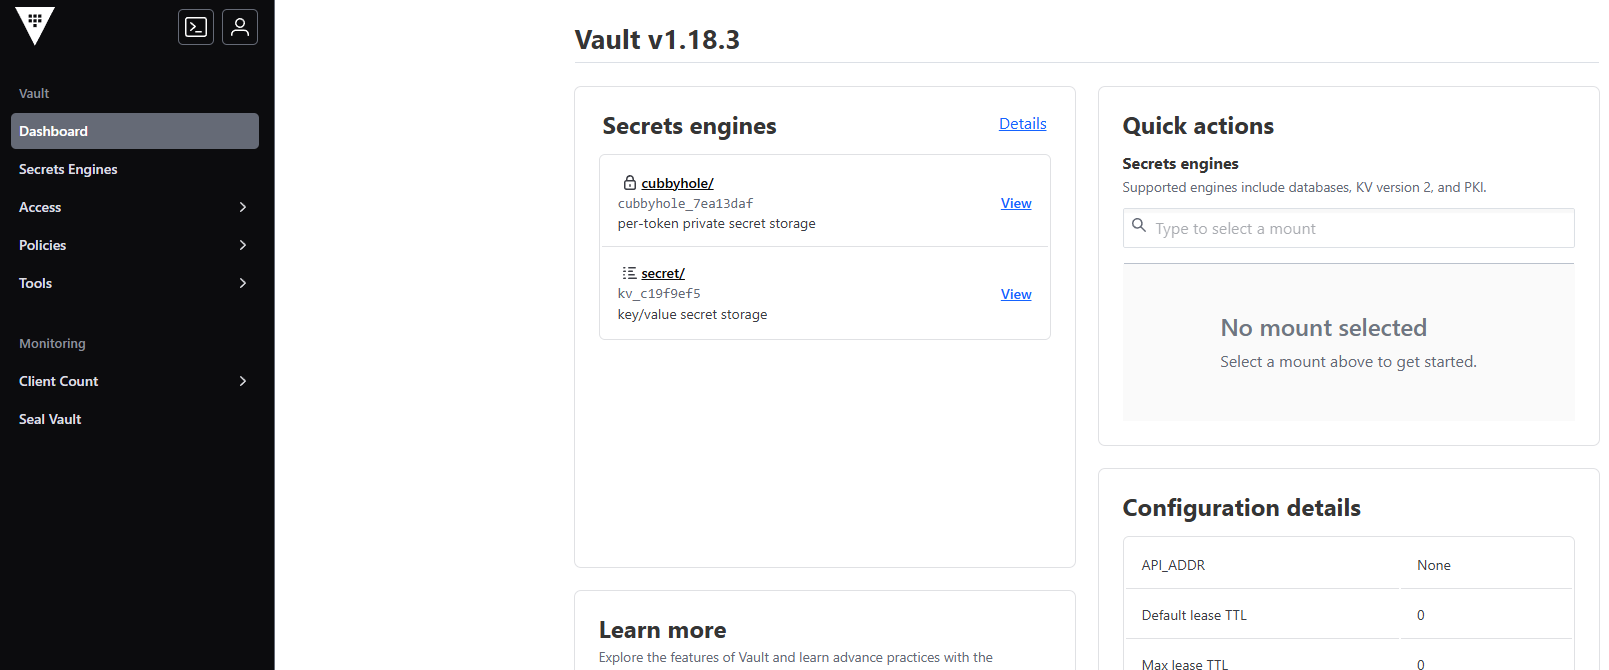 Vault
Dashboard
Secrets Engines
Access
Policies
Tools
Monitoring
Client Count
Seal Vault
Vault v1.18.3
Secrets engines
Details
cubbyhole/
cubbyhole_7ea13daf
per-token private secret storage
View
secret/
kv_c19f9ef5
key/value secret storage
View
Learn more
Explore the features of Vault and learn advance practices with the
Quick actions
Secrets engines
Supported engines include databases, KV version 2, and PKI.
Type to select a mount
No mount selected
Select a mount above to get started.
Configuration details
API_ADDR None
Default lease TTL 0
Max lease TTL 0